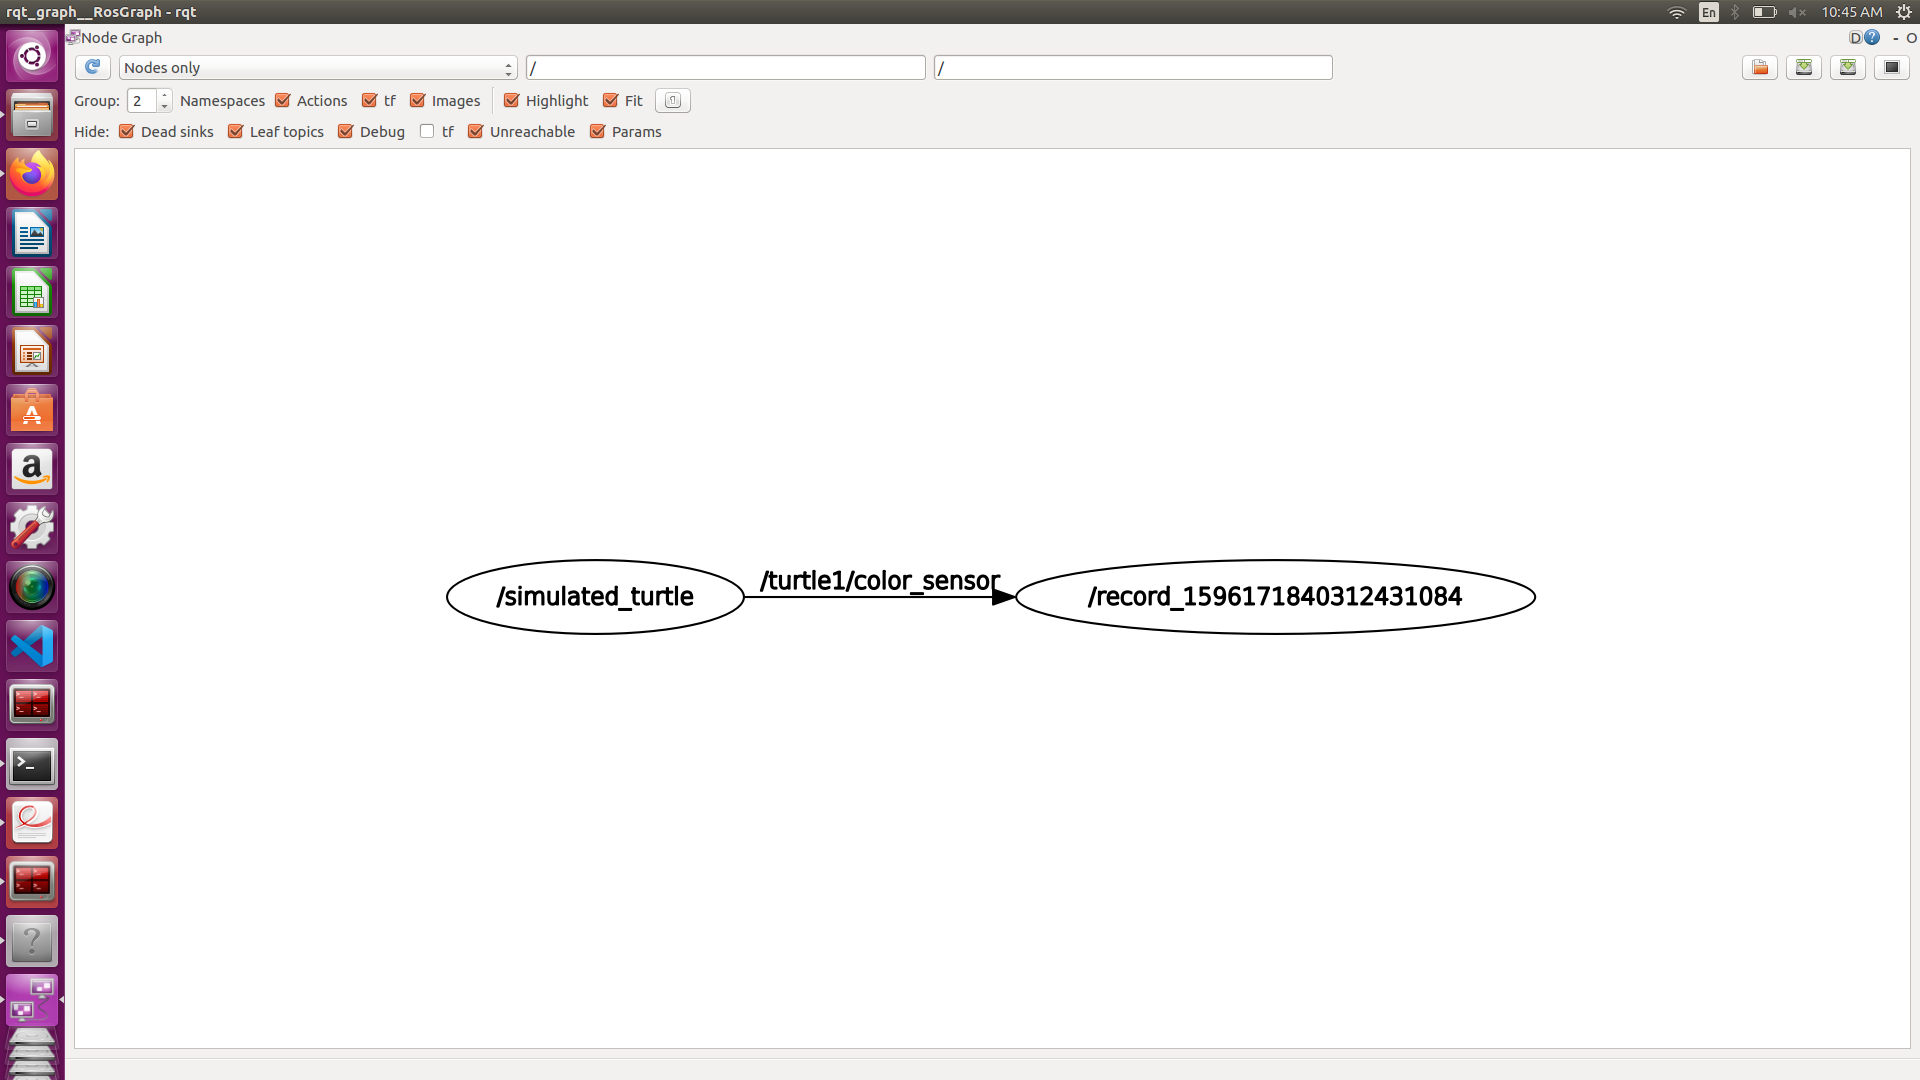 rqt_graph__RosGraph - rqt
En
10:45 AM
Node Graph
D
- O
Nodes only
/
/
Group: 2 Namespaces Actions tf Images Highlight Fit
Hide: Dead sinks Leaf topics Debug tf Unreachable Params
/simulated_turtle
/turtle1/color_sensor
/record_1596171840312431084